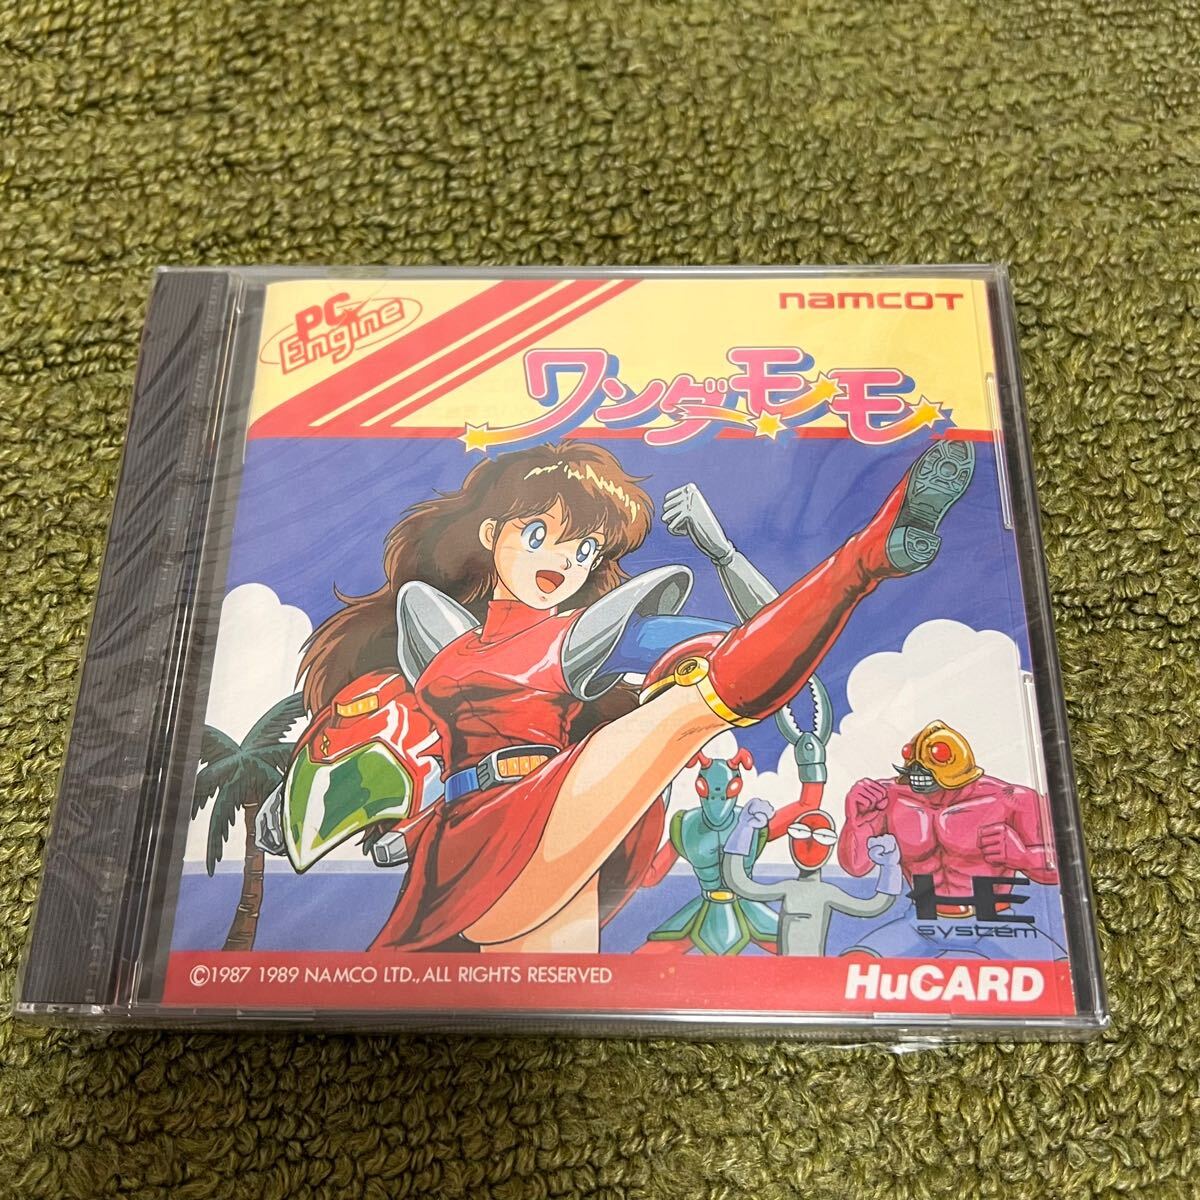 PC Engine
namcot
ワンダーモモ
HE
system
©1987 1989 NAMCO LTD., ALL RIGHTS RESERVED
HuCARD